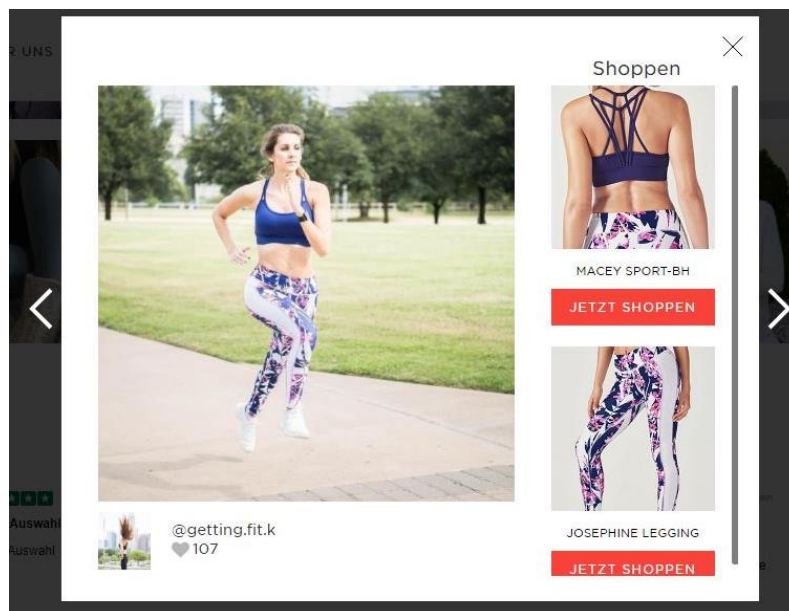 R UNS
Shoppen
MACEY SPORT-BH
JETZT SHOPPEN
JOSEPHINE LEGGING
JETZT SHOPPEN
@getting.fit.k
107
Auswahl
Auswahl